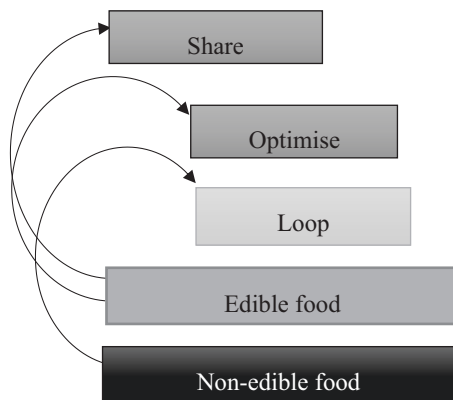 Share
Optimise
Loop
Edible food
Non-edible food